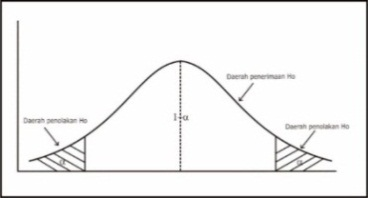 Daerah penerimaan Ho
Daerah penolakan Ho
1-α
Daerah penolakan Ho
α
α